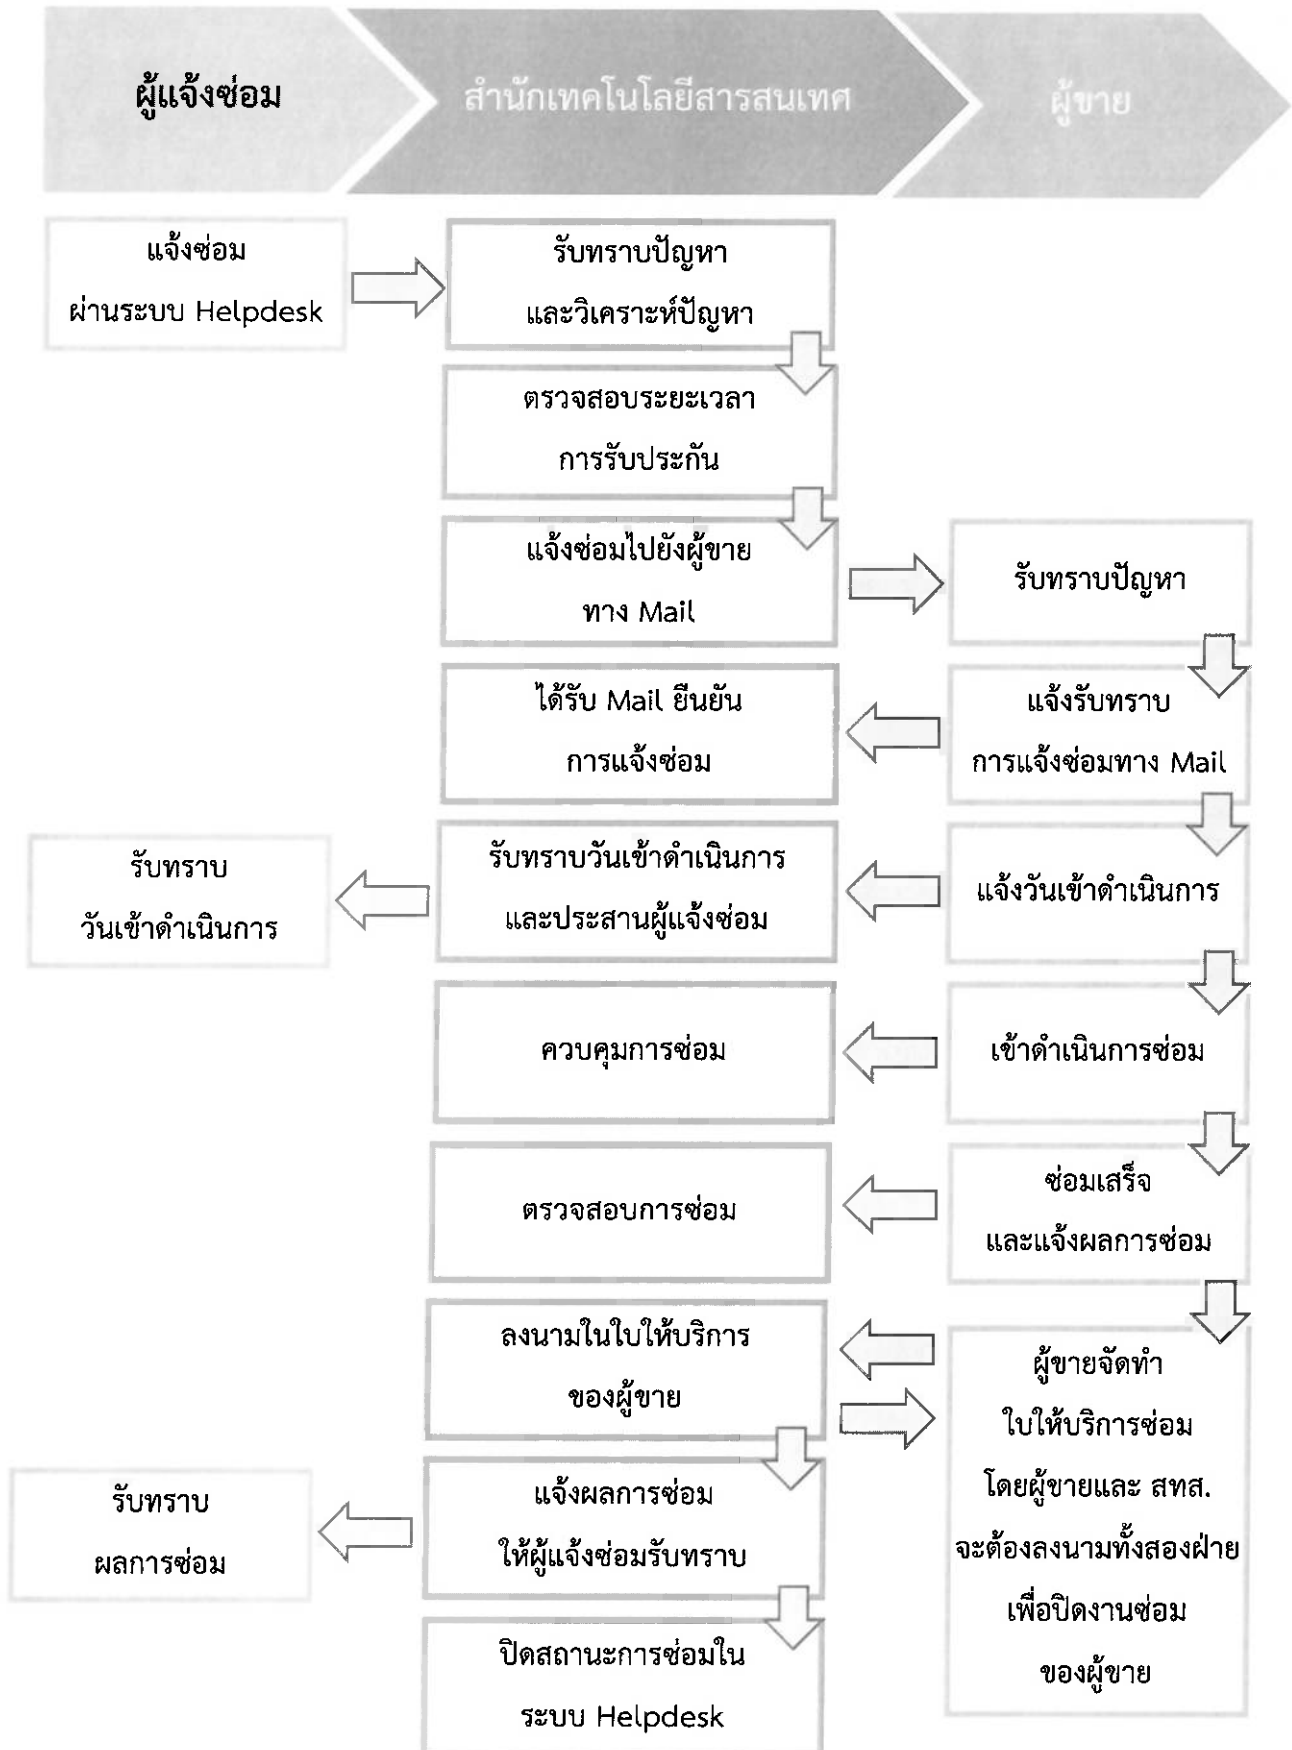 ผู้แจ้งซ่อม
สำนักเทคโนโลยีสารสนเทศ
ผู้ขาย
แจ้งซ่อม
ผ่านระบบ Helpdesk
รับทราบปัญหา
และวิเคราะห์ปัญหา
ตรวจสอบระยะเวลา
การรับประกัน
แจ้งซ่อมไปยังผู้ขาย
ทาง Mail
รับทราบปัญหา
ได้รับ Mail ยืนยัน
การแจ้งซ่อม
แจ้งรับทราบ
การแจ้งซ่อมทาง Mail
รับทราบ
วันเข้าดำเนินการ
รับทราบวันเข้าดำเนินการ
และประสานผู้แจ้งซ่อม
แจ้งวันเข้าดำเนินการ
ควบคุมการซ่อม
เข้าดำเนินการซ่อม
ตรวจสอบการซ่อม
ซ่อมเสร็จ
และแจ้งผลการซ่อม
ลงนามในใบให้บริการ
ของผู้ขาย
ผู้ขายจัดทำ
ใบให้บริการซ่อม
โดยผู้ขายและ สทส.
จะต้องลงนามทั้งสองฝ่าย
เพื่อปิดงานซ่อม
ของผู้ขาย
รับทราบ
ผลการซ่อม
แจ้งผลการซ่อม
ให้ผู้แจ้งซ่อมรับทราบ
ปิดสถานะการซ่อมใน
ระบบ Helpdesk